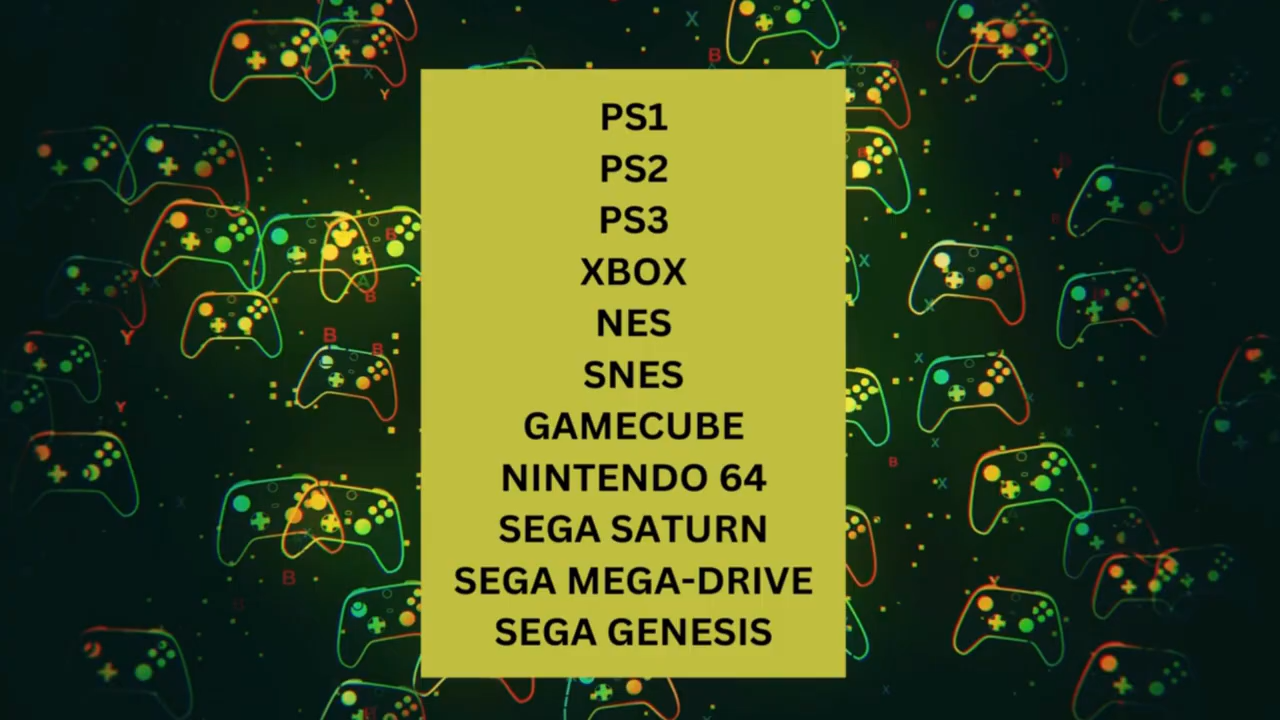 PS1
PS2
PS3
XBOX
NES
SNES
GAMECUBE
NINTENDO 64
SEGA SATURN
SEGA MEGA-DRIVE
SEGA GENESIS